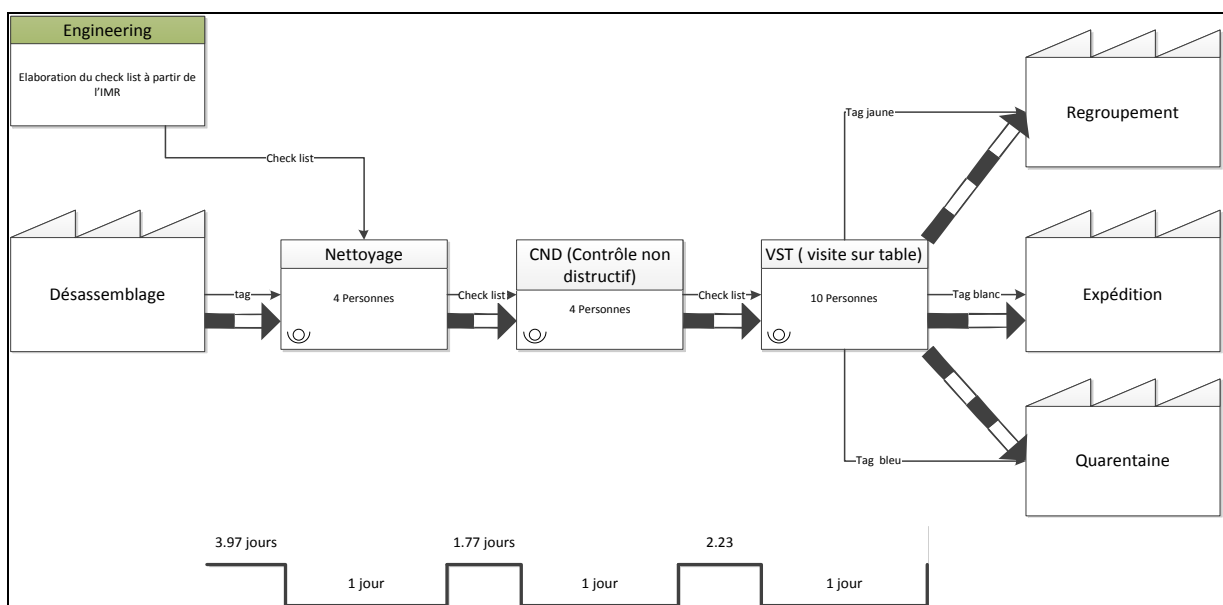 Engineering
Elaboration du check list à partir de
l'IMR
Check list
Tag jaune
Regroupement
Désassemblage
tag
Nettoyage
4 Personnes
Check list
CND (Contrôle non
distructif)
4 Personnes
Check list
VST ( visite sur table)
10 Personnes
Tag blanc
Expédition
Tag bleu
Quarentaine
3.97 jours
1 jour
1.77 jours
1 jour
2.23
1 jour